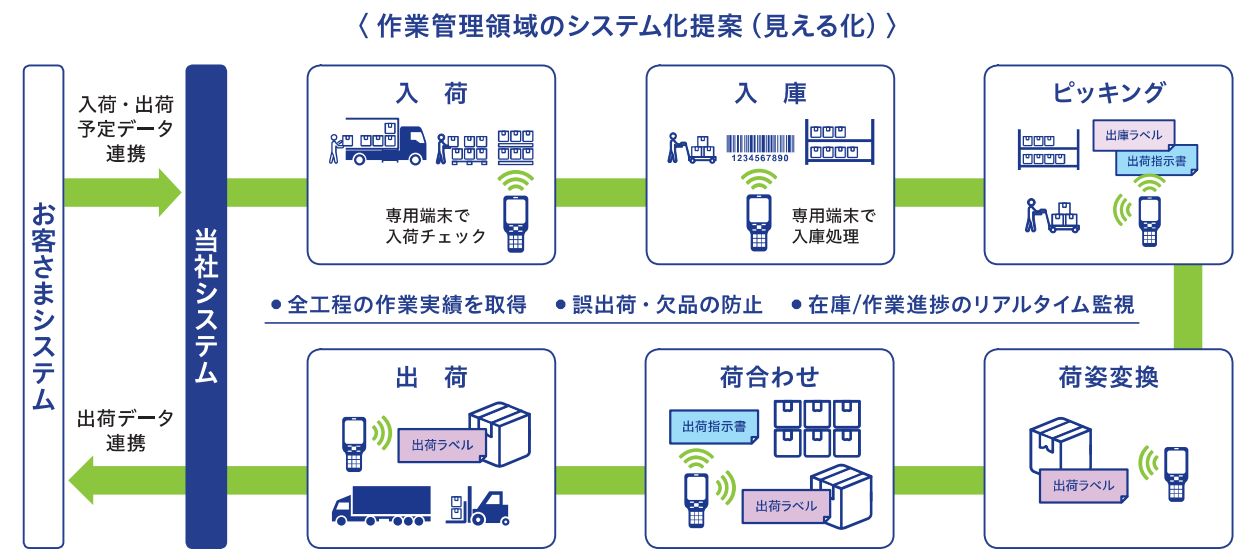 〈 作業管理領域のシステム化提案（見える化）〉
お客さまシステム
入荷・出荷
予定データ
連携
当社システム
入 荷
専用端末で
入荷チェック
入 庫
1234567890
専用端末で
入庫処理
ピッキング
出庫ラベル
出荷指示書
● 全工程の作業実績を取得 ● 誤出荷・欠品の防止 ● 在庫/作業進捗のリアルタイム監視
荷姿変換
出荷ラベル
荷合わせ
出荷指示書
出荷ラベル
出 荷
出荷ラベル
出荷データ
連携